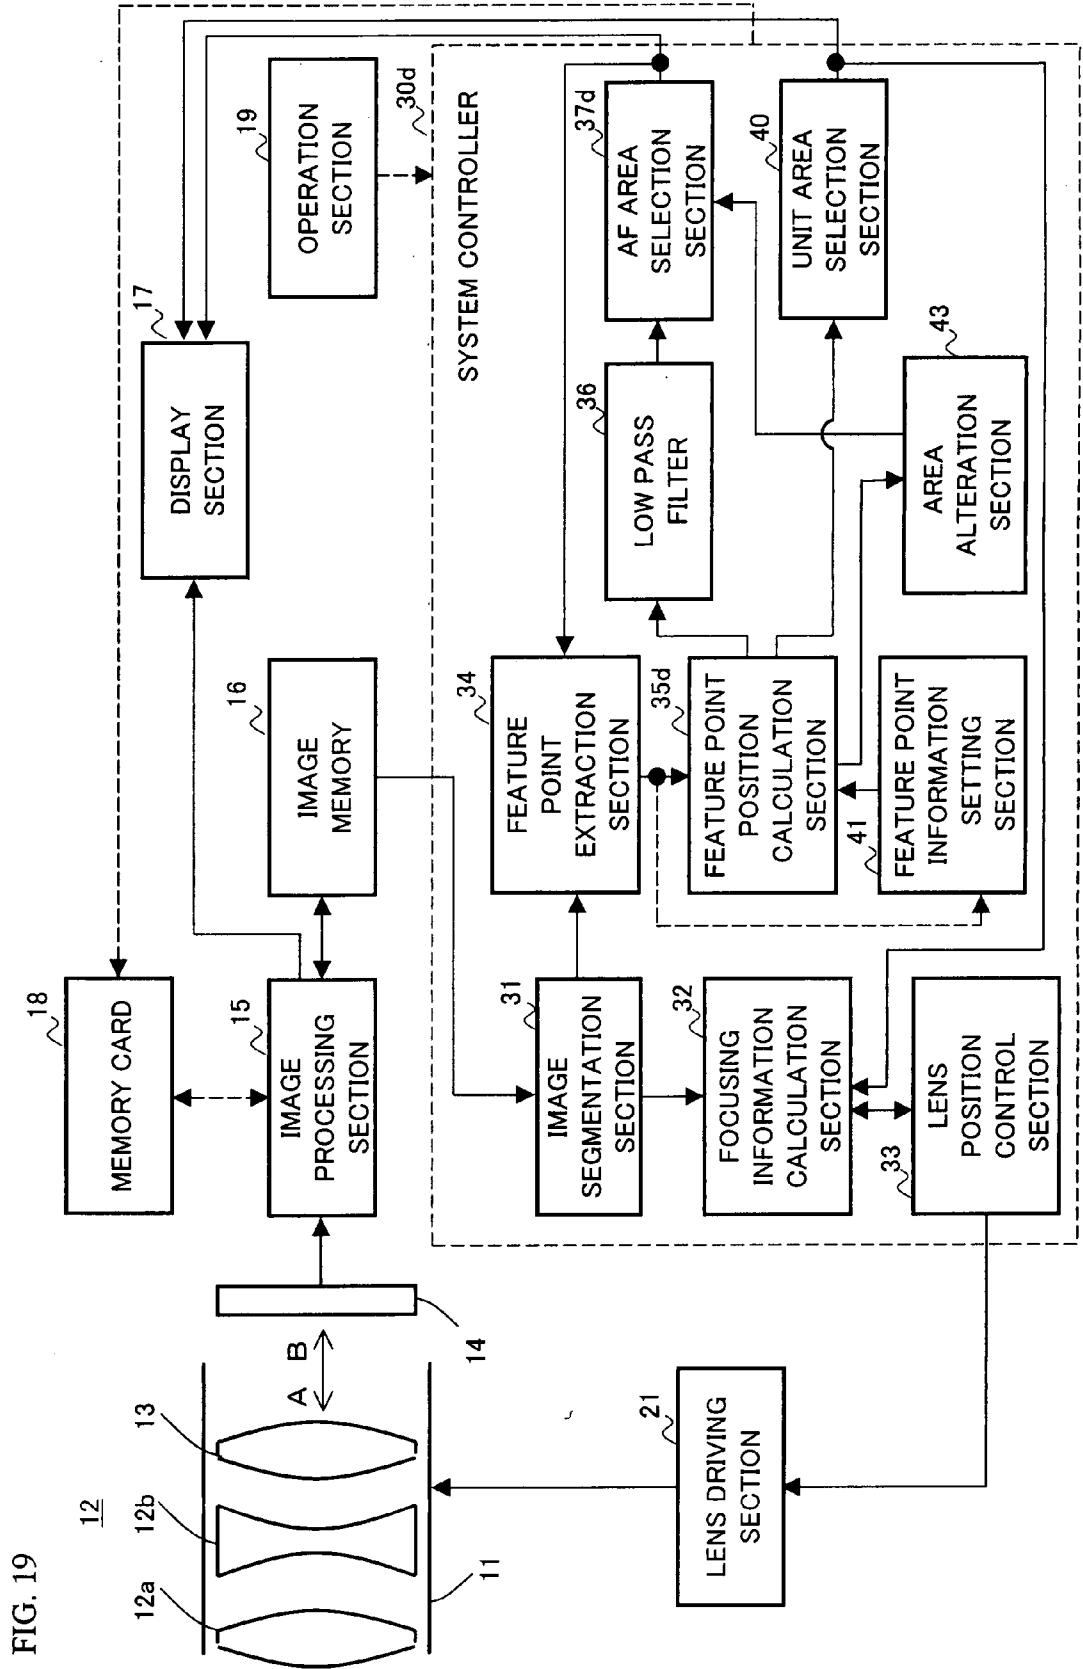 FIG. 19
12
12a
12b
13
11
A
B
14
18
MEMORY CARD
15
IMAGE
PROCESSING
SECTION
16
IMAGE
MEMORY
17
DISPLAY
SECTION
19
OPERATION
SECTION
30d
SYSTEM CONTROLLER
31
IMAGE
SEGMENTATION
SECTION
34
FEATURE
POINT
EXTRACTION
SECTION
36
LOW PASS
FILTER
37d
AF AREA
SELECTION
SECTION
32
FOCUSING
INFORMATION
CALCULATION
SECTION
35d
FEATURE POINT
POSITION
CALCULATION
SECTION
40
UNIT AREA
SELECTION
SECTION
33
LENS
POSITION
CONTROL
SECTION
41
FEATURE POINT
INFORMATION
SETTING
SECTION
43
AREA
ALTERATION
SECTION
21
LENS DRIVING
SECTION